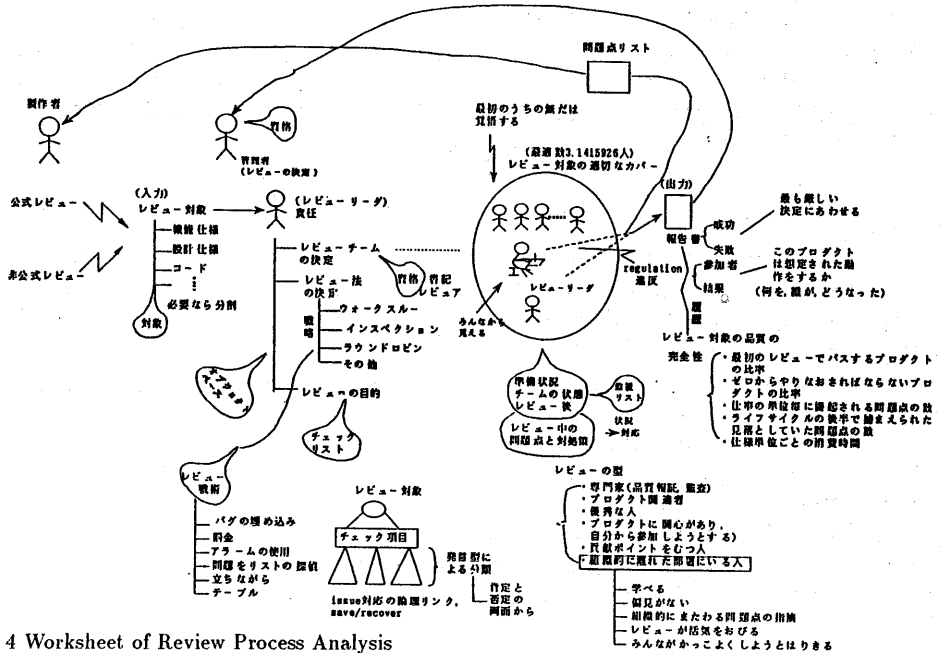 問題点リスト
製作者
資格
管理者
(レビューの決定)
最初のうちの無だは
覚悟する
(最適数3.1415926人)
レビュー対象の適切なカバー
公式レビュー
非公式レビュー
(入力)
レビュー対象
機能仕様
設計仕様
コード
必要なら分割
対象
(レビューリーダ)
責任
レビューチーム
の決定
資格
書記
レビュア
レビュー法
の決定
戦略
ウォークスルー
インスペクション
ラウンドロビン
その他
レビューの目的
チェック
リスト
レビューリーダ
みんなから
見える
regulation
違反
(出力)
報告書
成功
失敗
参加者
結果
最も厳しい
決定にあわせる
このプロダクト
は想定された動
作をするか
(何を,誰が,どうなった)
レビュー対象の品質の
完全性
・最初のレビューでパスするプロダクト
の比率
・ゼロからやりなおさねばならないプロ
ダクトの比率
・仕事の単位毎に提起される問題点の数
・ライフサイクルの後半で捕まえられた
見落としていた問題点の数
・仕様単位ごとの消費時間
準備状況
チームの状態
レビュー後
リスト
レビュー中の
問題点と対処策
状況
→対応
レビュー
戦術
バグの埋め込み
料金
アラームの使用
問題をリストの探偵
立ちながら
テーブル
レビュー対象
チェック項目
発言型に
よる分類
肯定と
否定の
両面から
issue対応の論理リンク,
save/recover
レビューの型
・専門家(品質保証,監査)
・プロダクト関連者
・優秀な人
・プロダクトに関心があり,
自分から参加しようとする)
・貢献ポイントをもつ人
・組織的に離れた部署にいる人
学べる
偏見がない
組織的にまたわる問題点の指摘
レビューが活気をおびる
みんながかっこよくしようとはりきる
4 Worksheet of Review Process Analysis